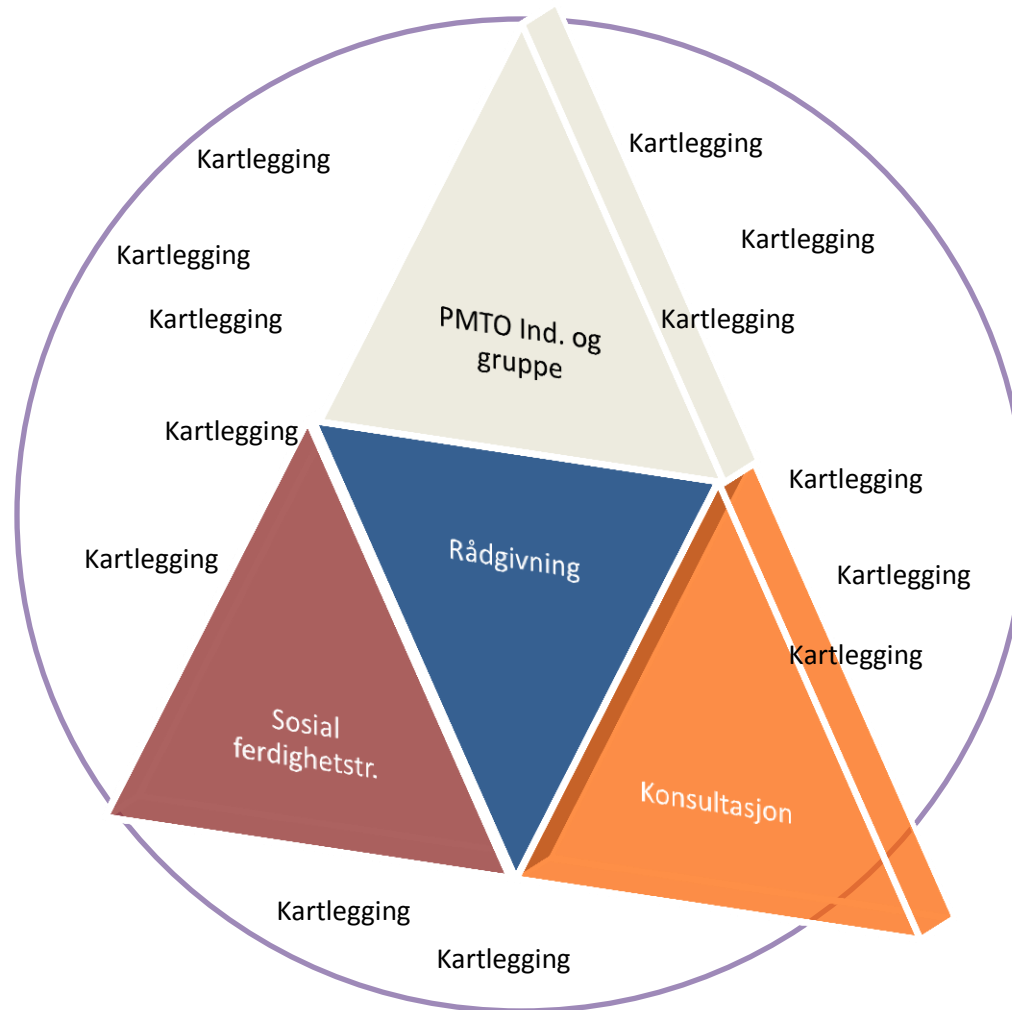 Kartlegging
Kartlegging
Kartlegging
Kartlegging
Kartlegging
Kartlegging
PMTO Ind. og
gruppe
Kartlegging
Kartlegging
Rådgivning
Kartlegging
Kartlegging
Kartlegging
Sosial
ferdighetstr.
Konsultasjon
Kartlegging
Kartlegging